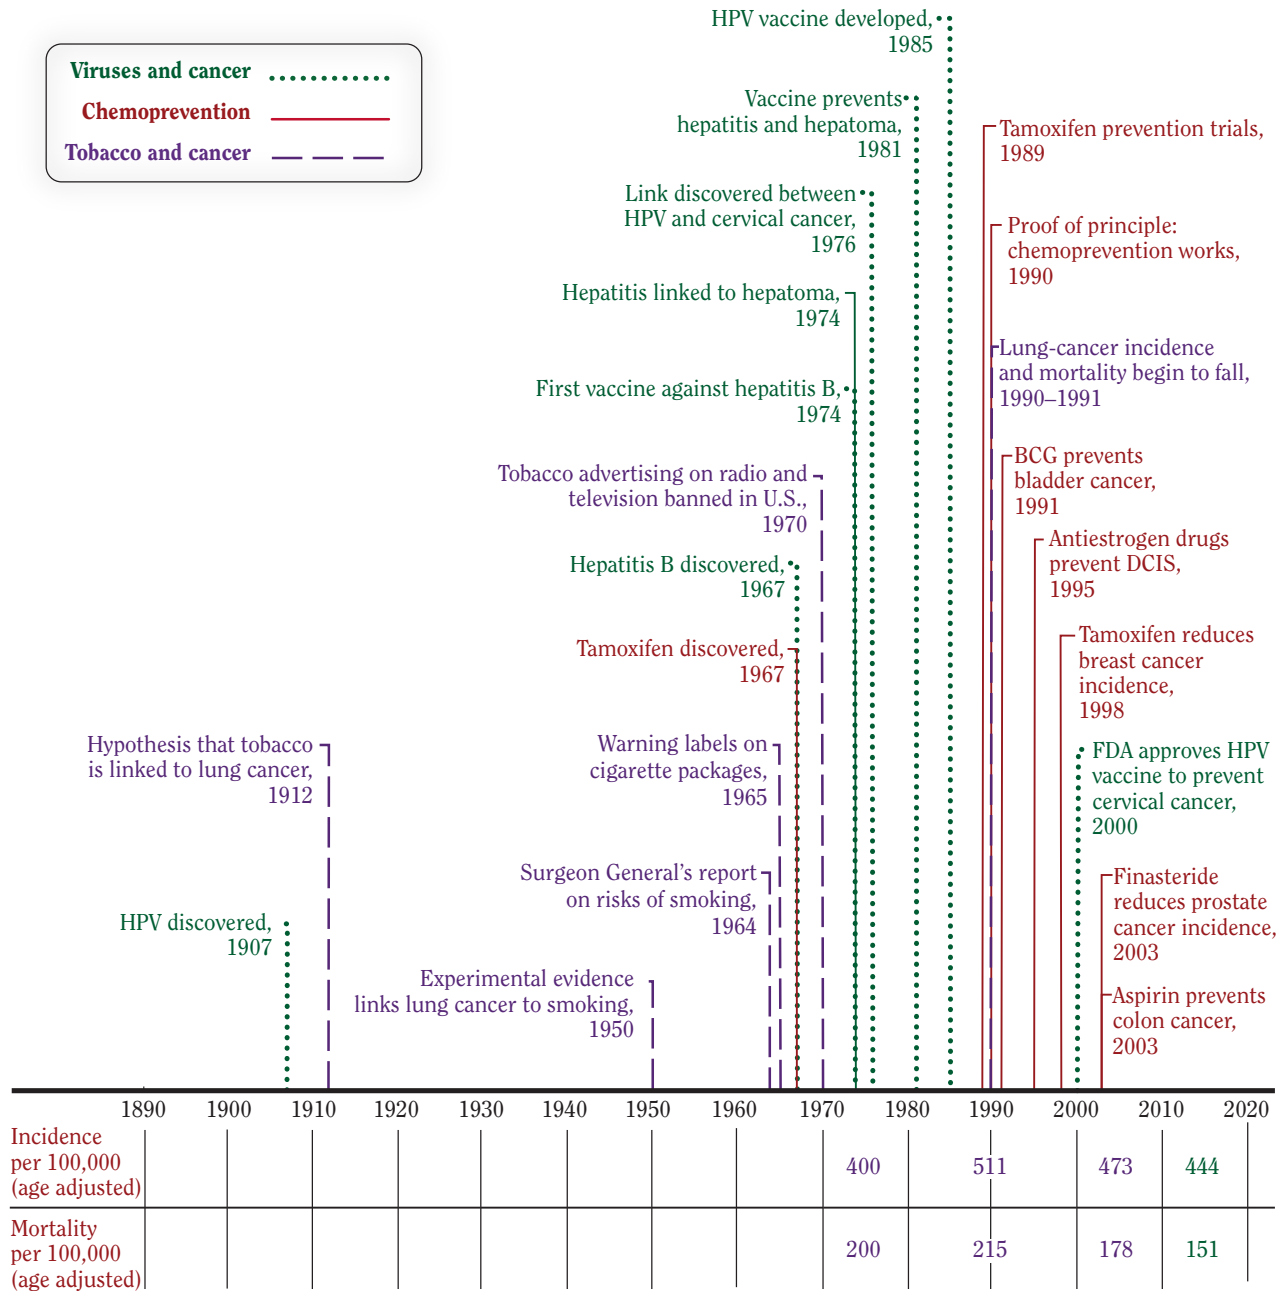 Viruses and cancer
Chemoprevention
Tobacco and cancer
HPV vaccine developed,
1985
Vaccine prevents
hepatitis and hepatoma,
1981
Link discovered between
HPV and cervical cancer,
1976
Hepatitis linked to hepatoma,
1974
First vaccine against hepatitis B,
1974
Tobacco advertising on radio and
television banned in U.S.,
1970
Hepatitis B discovered,
1967
Tamoxifen discovered,
1967
Hypothesis that tobacco
is linked to lung cancer,
1912
Warning labels on
cigarette packages,
1965
Surgeon General’s report
on risks of smoking,
1964
HPV discovered,
1907
Experimental evidence
links lung cancer to smoking,
1950
Tamoxifen prevention trials,
1989
Proof of principle:
chemoprevention works,
1990
Lung-cancer incidence
and mortality begin to fall,
1990–1991
BCG prevents
bladder cancer,
1991
Antiestrogen drugs
prevent DCIS,
1995
Tamoxifen reduces
breast cancer
incidence,
1998
FDA approves HPV
vaccine to prevent
cervical cancer,
2000
Finasteride
reduces prostate
cancer incidence,
2003
Aspirin prevents
colon cancer,
2003
1890 1900 1910 1920 1930 1940 1950 1960 1970 1980 1990 2000 2010 2020
Incidence
per 100,000
(age adjusted)
400 511 473 444
Mortality
per 100,000
(age adjusted)
200 215 178 151